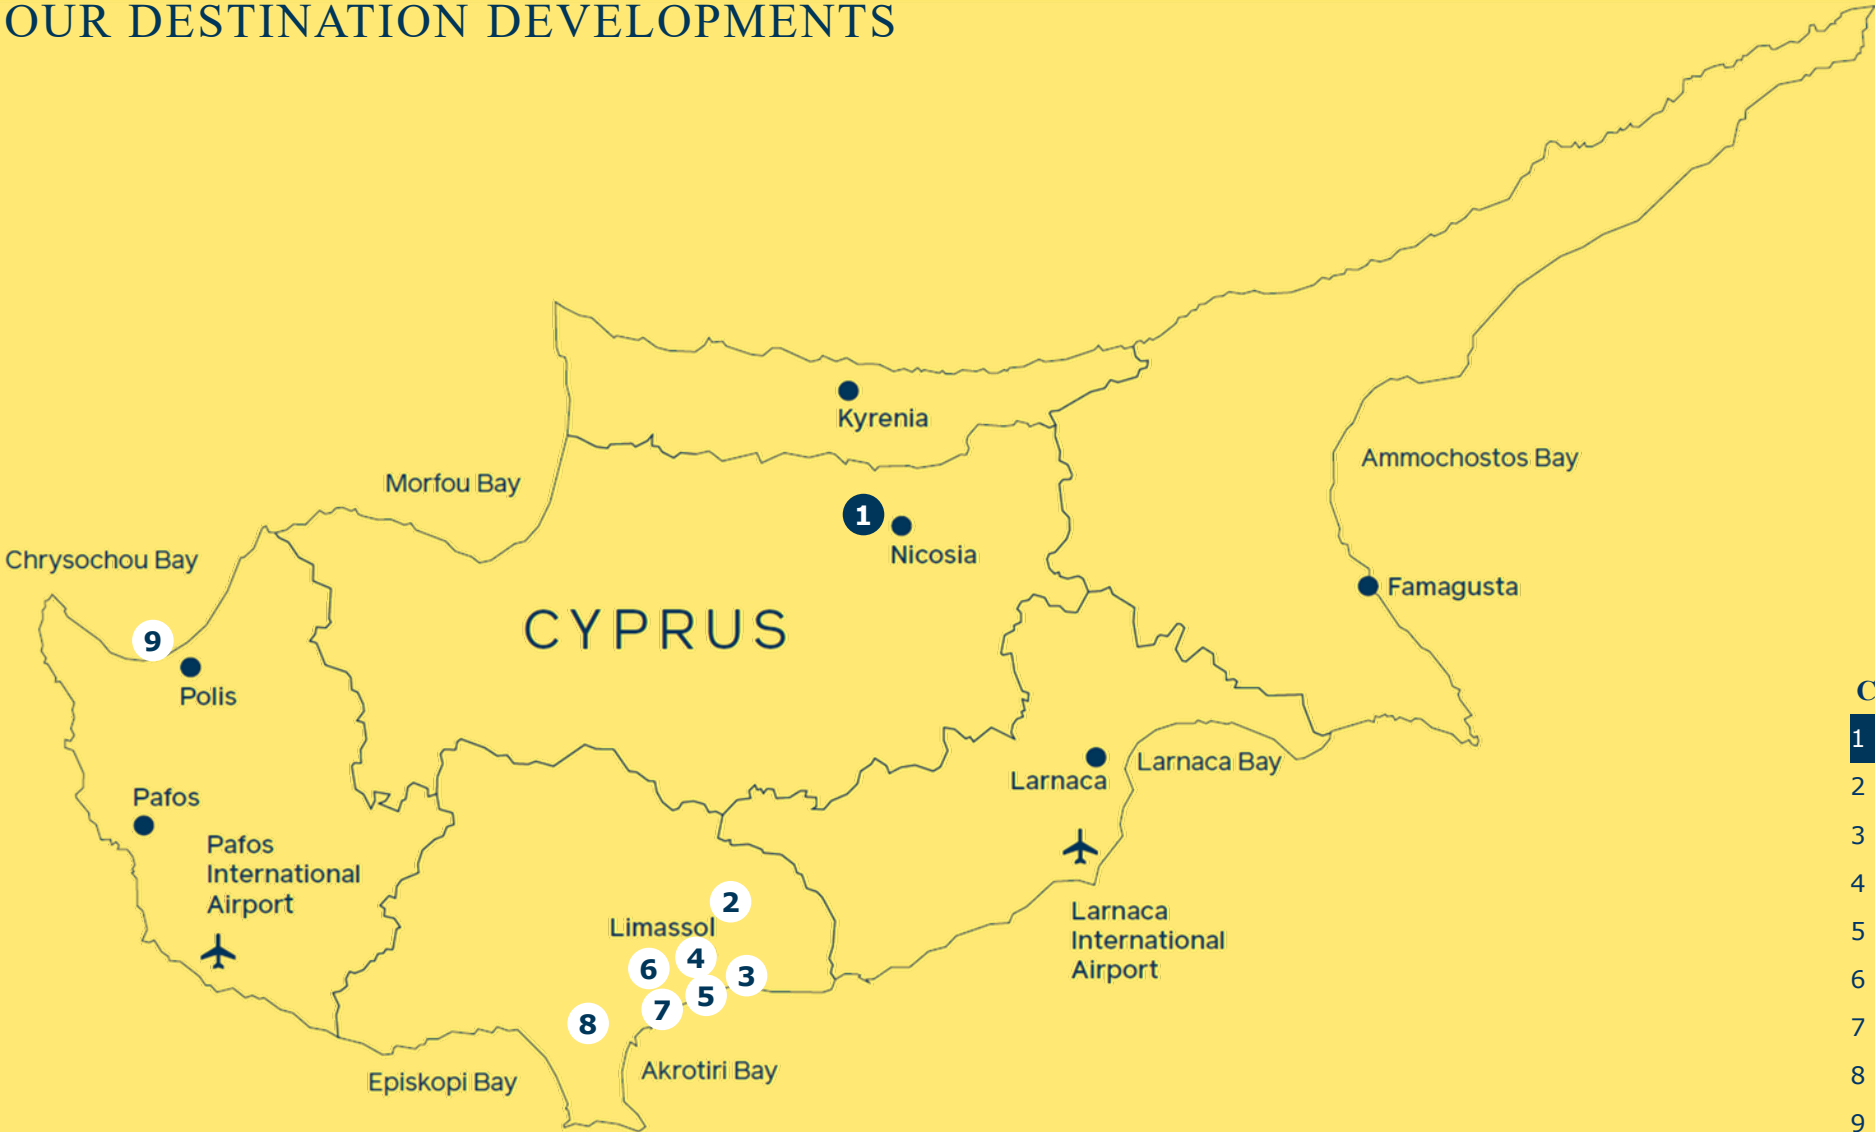 OUR DESTINATION DEVELOPMENTS
Kyrenia
Ammochostos Bay
Morfou Bay
1
Nicosia
Chrysochou Bay
Famagusta
CYPRUS
9
Polis
C
1
Larnaca Bay
Larnaca
2
Pafos
3
Pafos
International
Airport
4
2
Larnaca
International
Airport
Limassol
5
4
6
3
6
5
7
8
7
Akrotiri Bay
Episkopi Bay
8
9